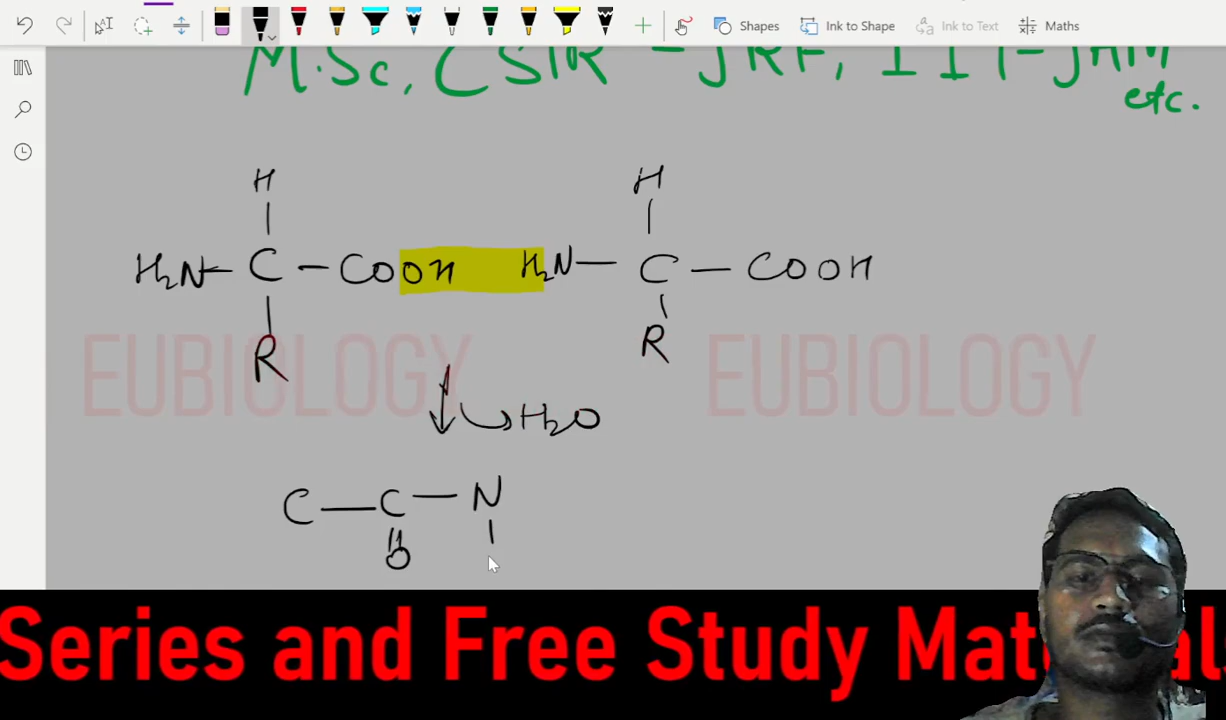 Shapes Ink to Shape Ink to Text Maths
M.Sc, CSIR - JRF, IIT-JAM
etc.
H H
H₂N - C - COOH H₂N - C - COOH
R R
EUBIOLOGY EUBIOLOGY
H₂O
C - C - N
O
Series and Free Study Materials